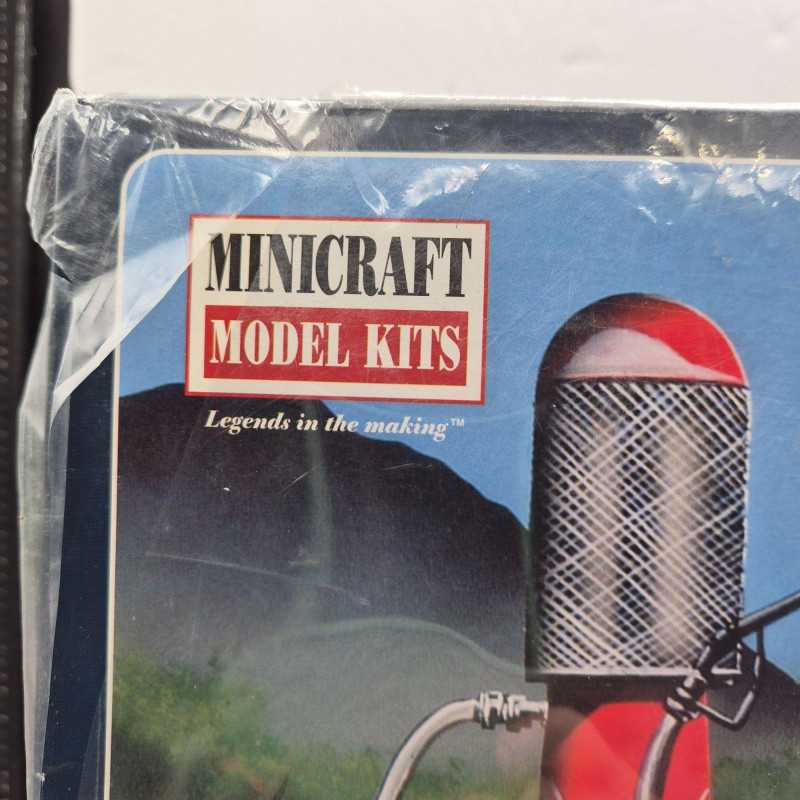 MINICRAFT
MODEL KITS
Legends in the making™